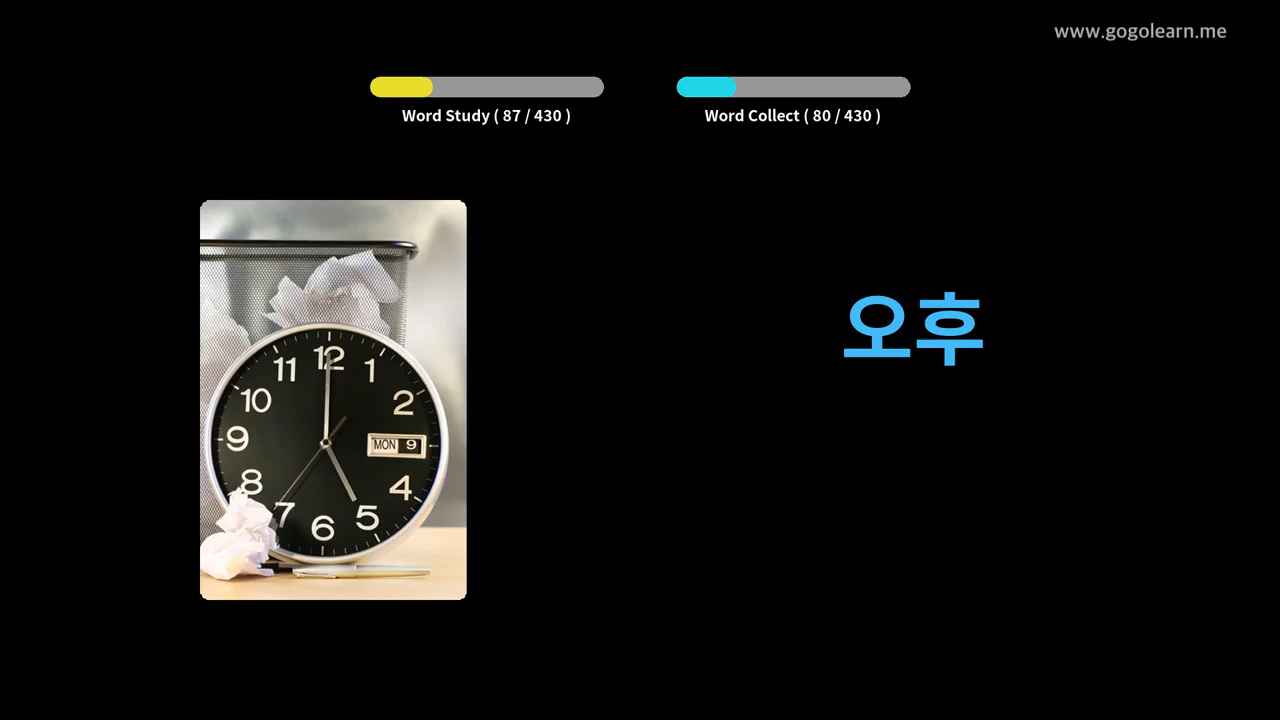 www.gogolearn.me
Word Study ( 87 / 430 )
Word Collect ( 80 / 430 )
오후
12
11
1
10
2
9
MON 9
8
4
7
5
6